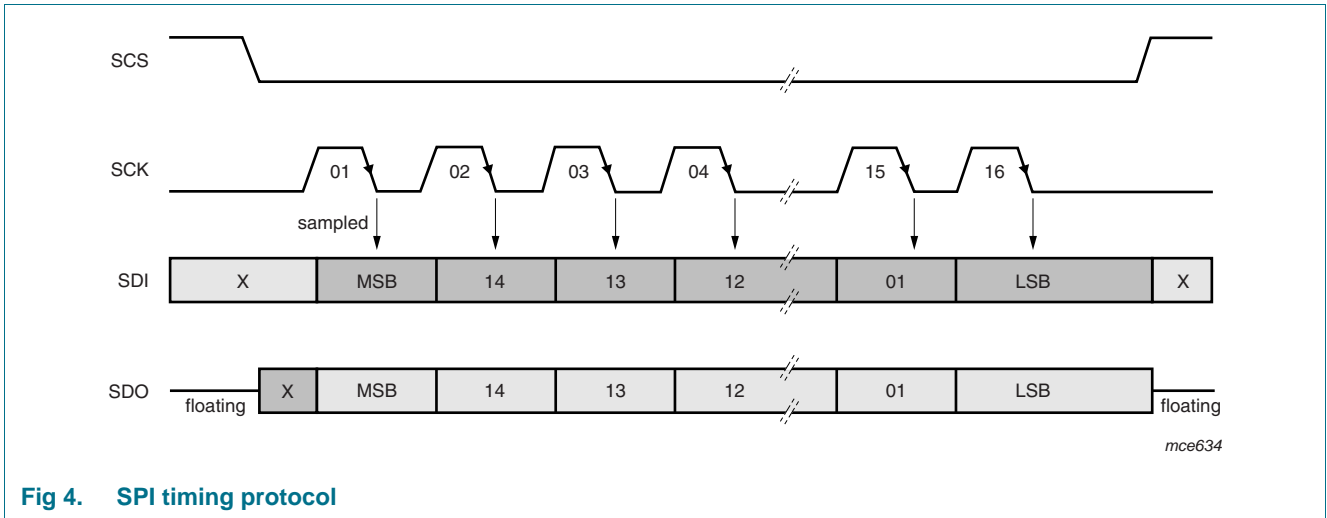 SCS
SCK
01 02 03 04 15 16
sampled
SDI
X MSB 14 13 12 01 LSB X
SDO
floating
X MSB 14 13 12 01 LSB
floating
mce634
Fig 4. SPI timing protocol